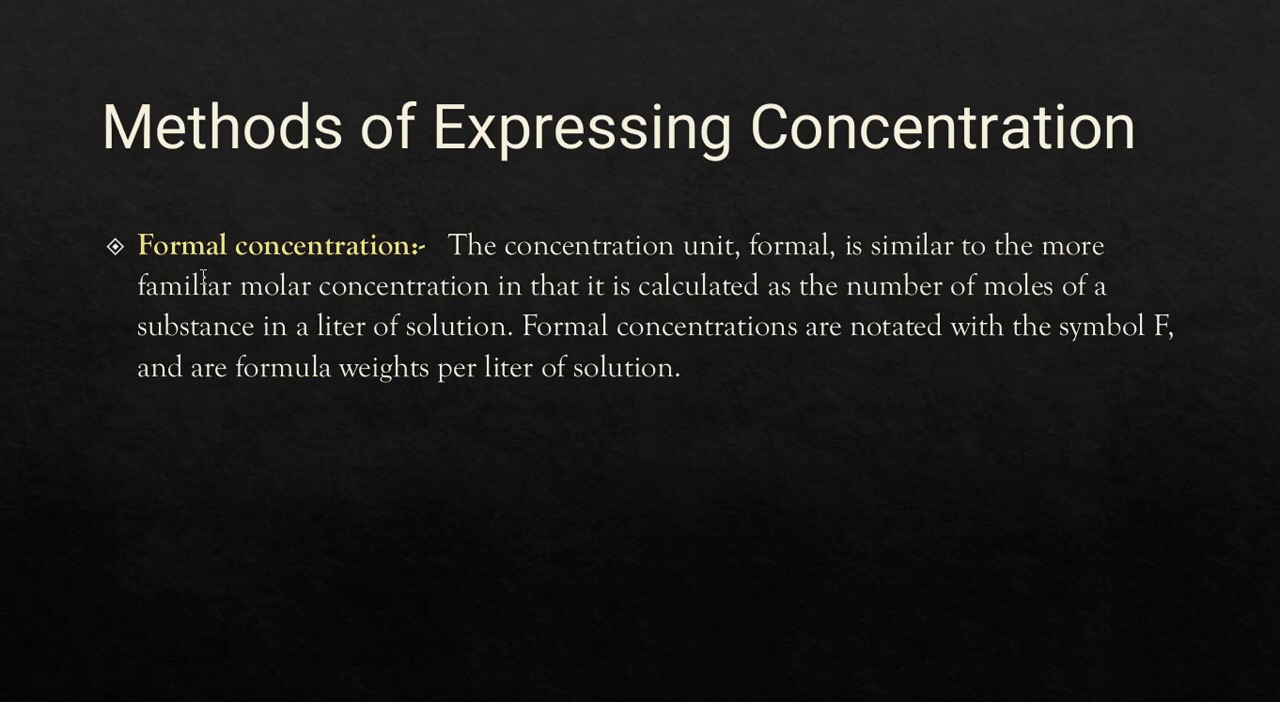 Methods of Expressing Concentration
Formal concentration:- The concentration unit, formal, is similar to the more
familiar molar concentration in that it is calculated as the number of moles of a
substance in a liter of solution. Formal concentrations are notated with the symbol F,
and are formula weights per liter of solution.